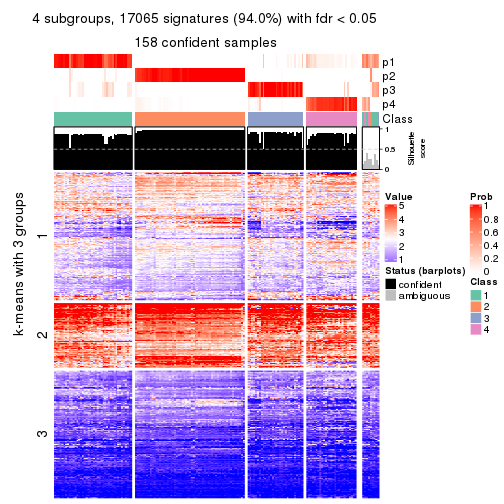 4 subgroups, 17065 signatures (94.0%) with fdr < 0.05
158 confident samples
p1
p2
p3
p4
Class
1
0.5
0
Silhouette
score
k-means with 3 groups
1
2
3
Value
5
4
3
2
1
Status (barplots)
confident
ambiguous
Prob
1
0.8
0.6
0.4
0.2
0
Class
1
2
3
4